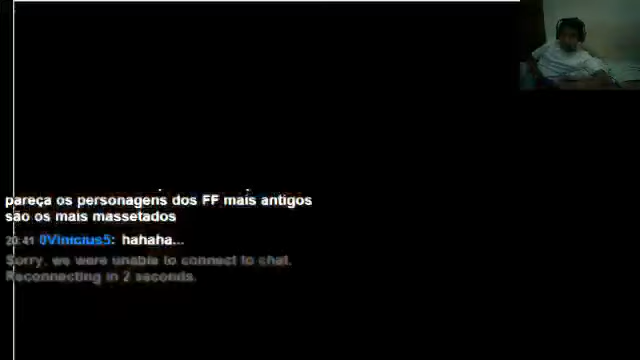 pareça os personagens dos FF mais antigos
são os mais massetados
20:41 0Vinicius5: hahaha...
Sorry, we were unable to connect to chat.
Reconnecting in 2 seconds.